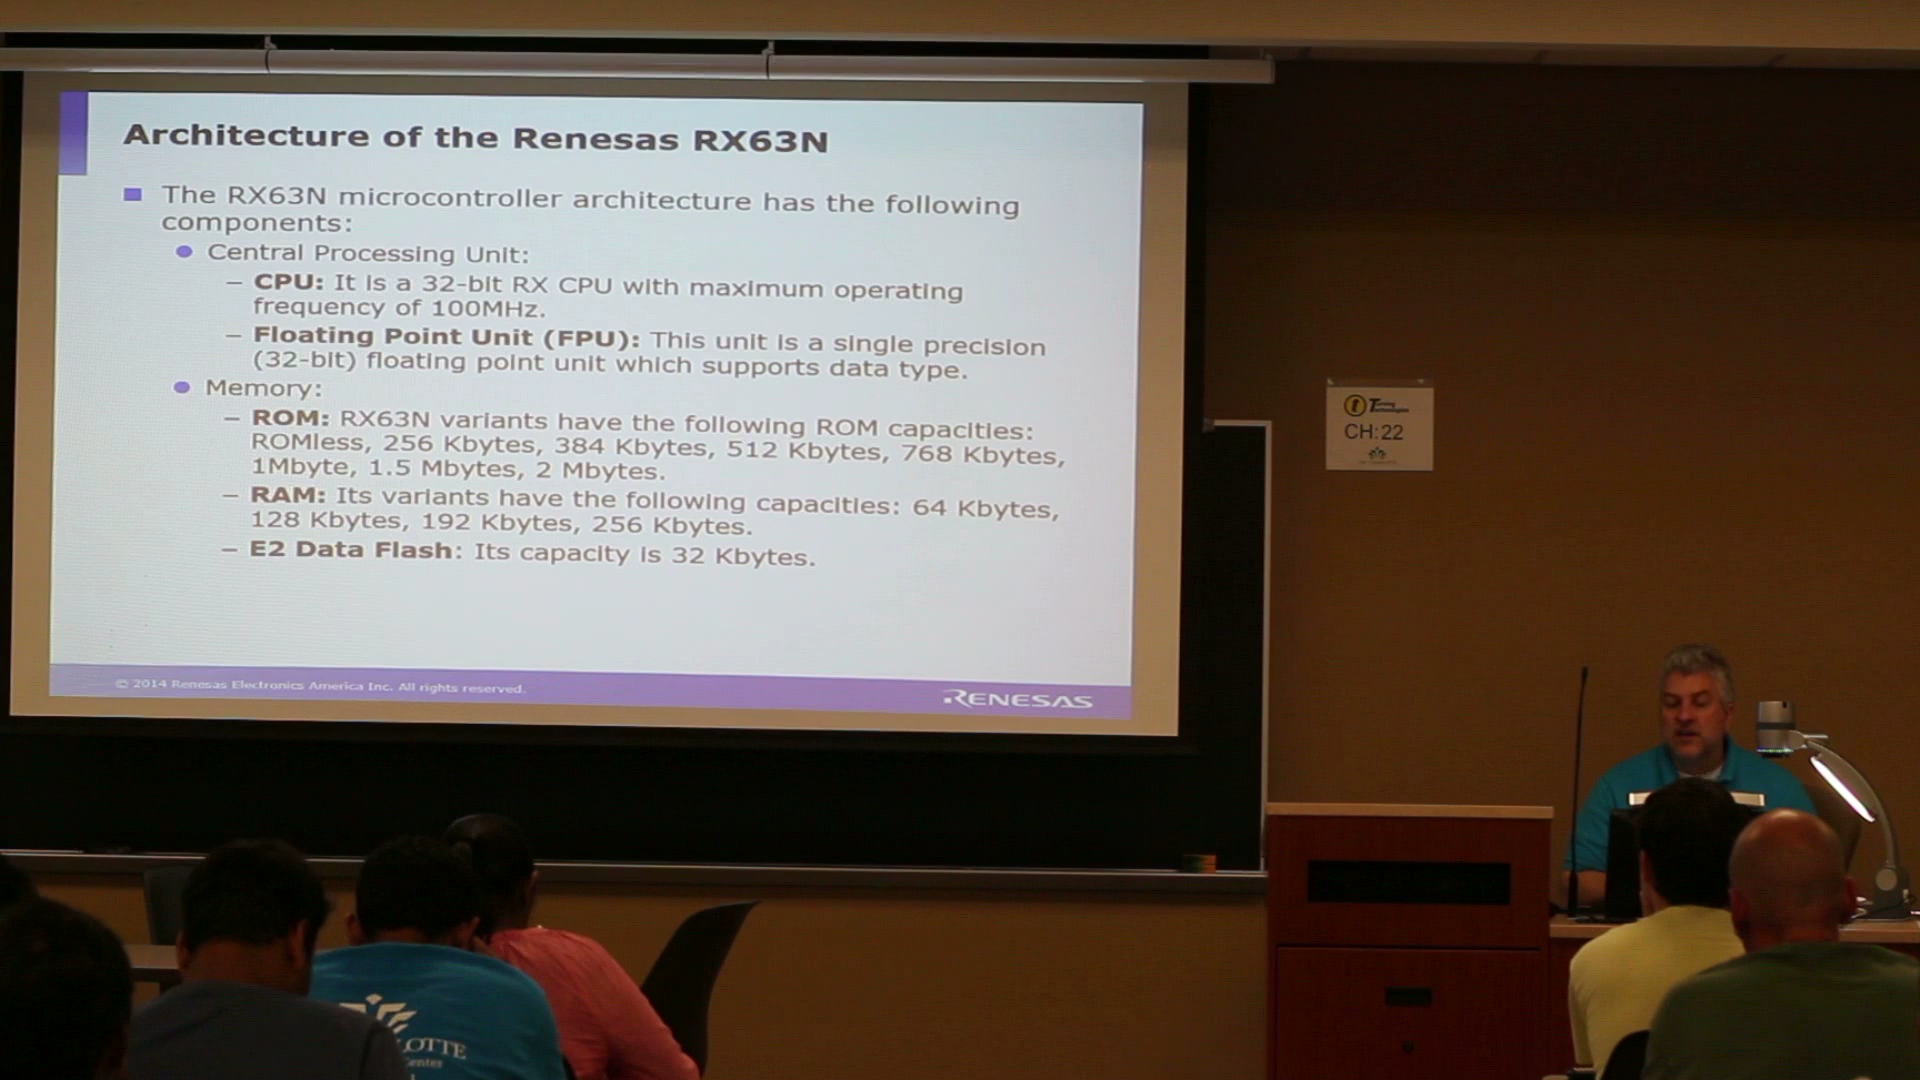 Architecture of the Renesas RX63N
The RX63N microcontroller architecture has the following
components:
Central Processing Unit:
– CPU: It is a 32-bit RX CPU with maximum operating
frequency of 100MHz.
– Floating Point Unit (FPU): This unit is a single precision
(32-bit) floating point unit which supports data type.
Memory:
– ROM: RX63N variants have the following ROM capacities:
ROMless, 256 Kbytes, 384 Kbytes, 512 Kbytes, 768 Kbytes,
1Mbyte, 1.5 Mbytes, 2 Mbytes.
– RAM: Its variants have the following capacities: 64 Kbytes,
128 Kbytes, 192 Kbytes, 256 Kbytes.
– E2 Data Flash: Its capacity is 32 Kbytes.
© 2014 Renesas Electronics America Inc. All rights reserved.
RENESAS
Turning
Technologies
CH:22
LOTTE
Center